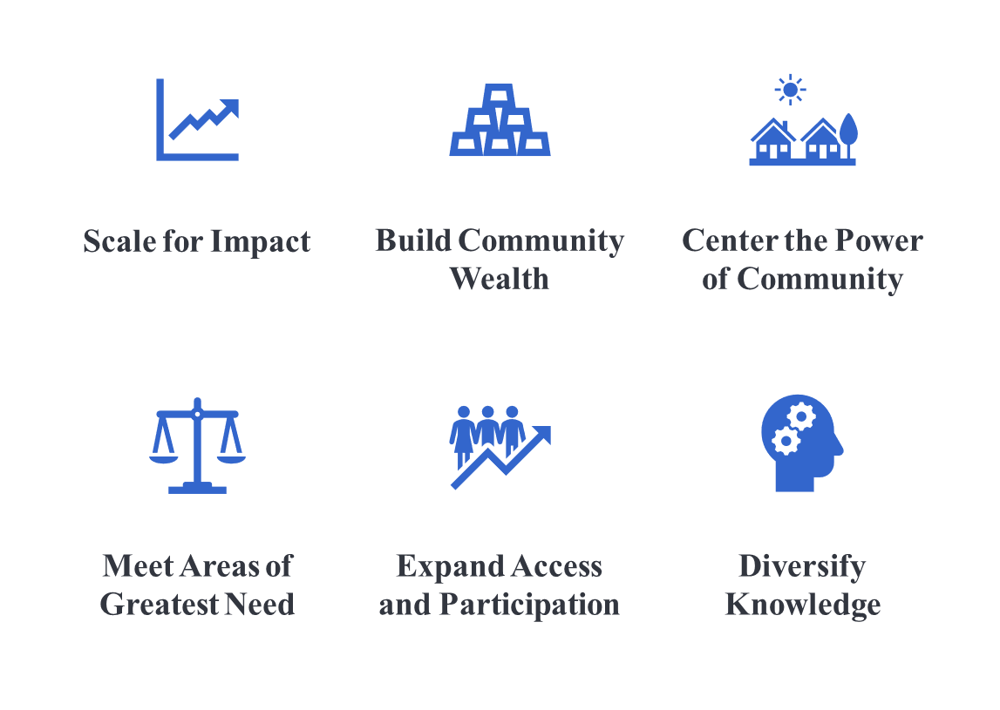 Scale for Impact
Build Community
Wealth
Center the Power
of Community
Meet Areas of
Greatest Need
Expand Access
and Participation
Diversify
Knowledge